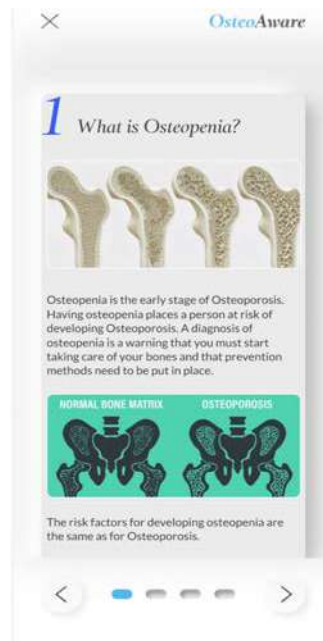 OsteoAware
1 What is Osteopenia?
Osteopenia is the early stage of Osteoporosis.
Having osteopenia places a person at risk of
developing Osteoporosis. A diagnosis of
osteopenia is a warning that you must start
taking care of your bones and that prevention
methods need to be put in place.
NORMAL BONE MATRIX OSTEOPOROSIS
The risk factors for developing osteopenia are
the same as for Osteoporosis.